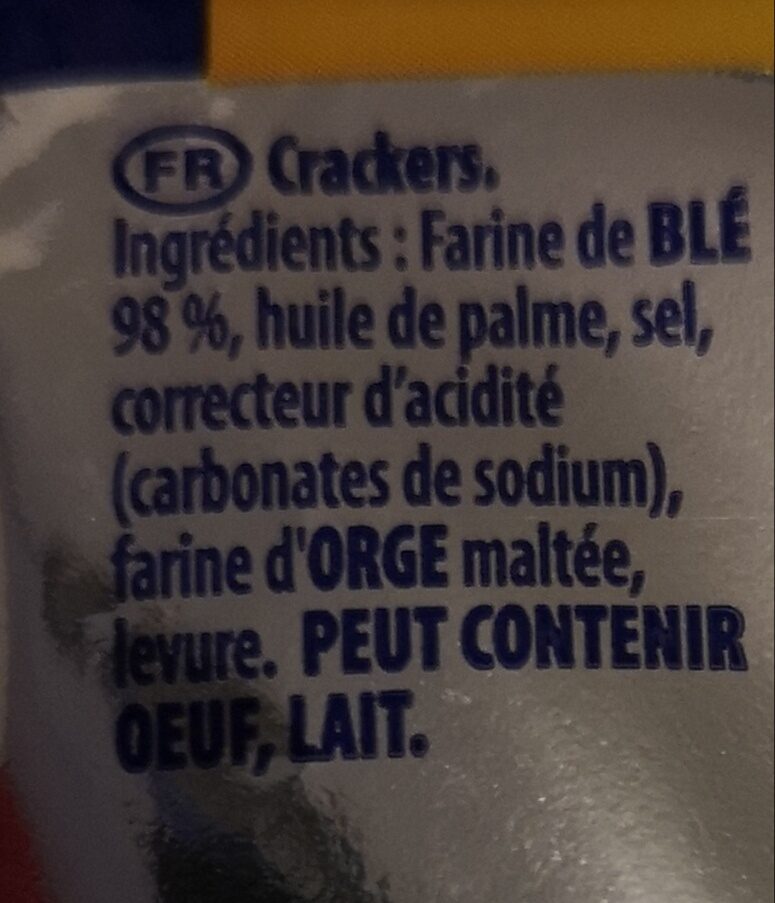 FR Crackers.
Ingrédients : Farine de BLÉ
98 %, huile de palme, sel,
correcteur d'acidité
(carbonates de sodium),
farine d'ORGE maltée,
levure. PEUT CONTENIR
OEUF, LAIT.